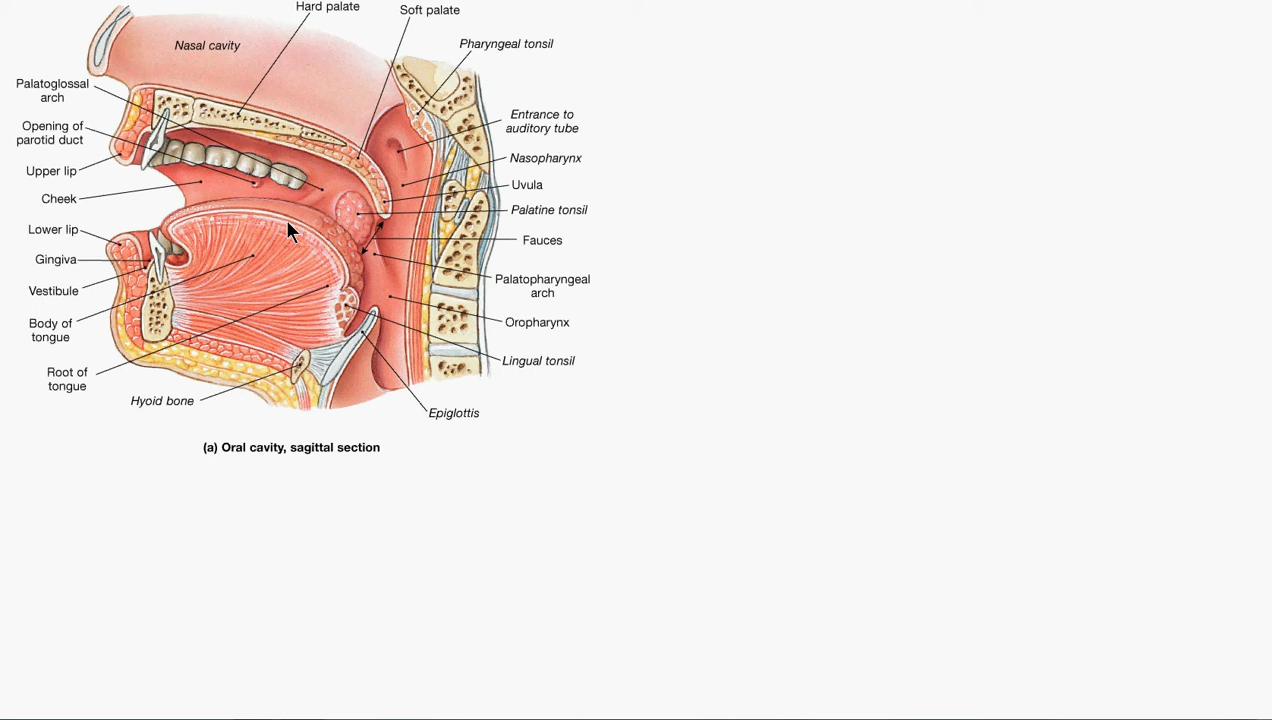 Hard palate
Soft palate
Nasal cavity
Pharyngeal tonsil
Palatoglossal
arch
Opening of
parotid duct
Upper lip
Cheek
Lower lip
Gingiva
Vestibule
Body of
tongue
Root of
tongue
Hyoid bone
Entrance to
auditory tube
Nasopharynx
Uvula
Palatine tonsil
Fauces
Palatopharyngeal
arch
Oropharynx
Lingual tonsil
Epiglottis
(a) Oral cavity, sagittal section